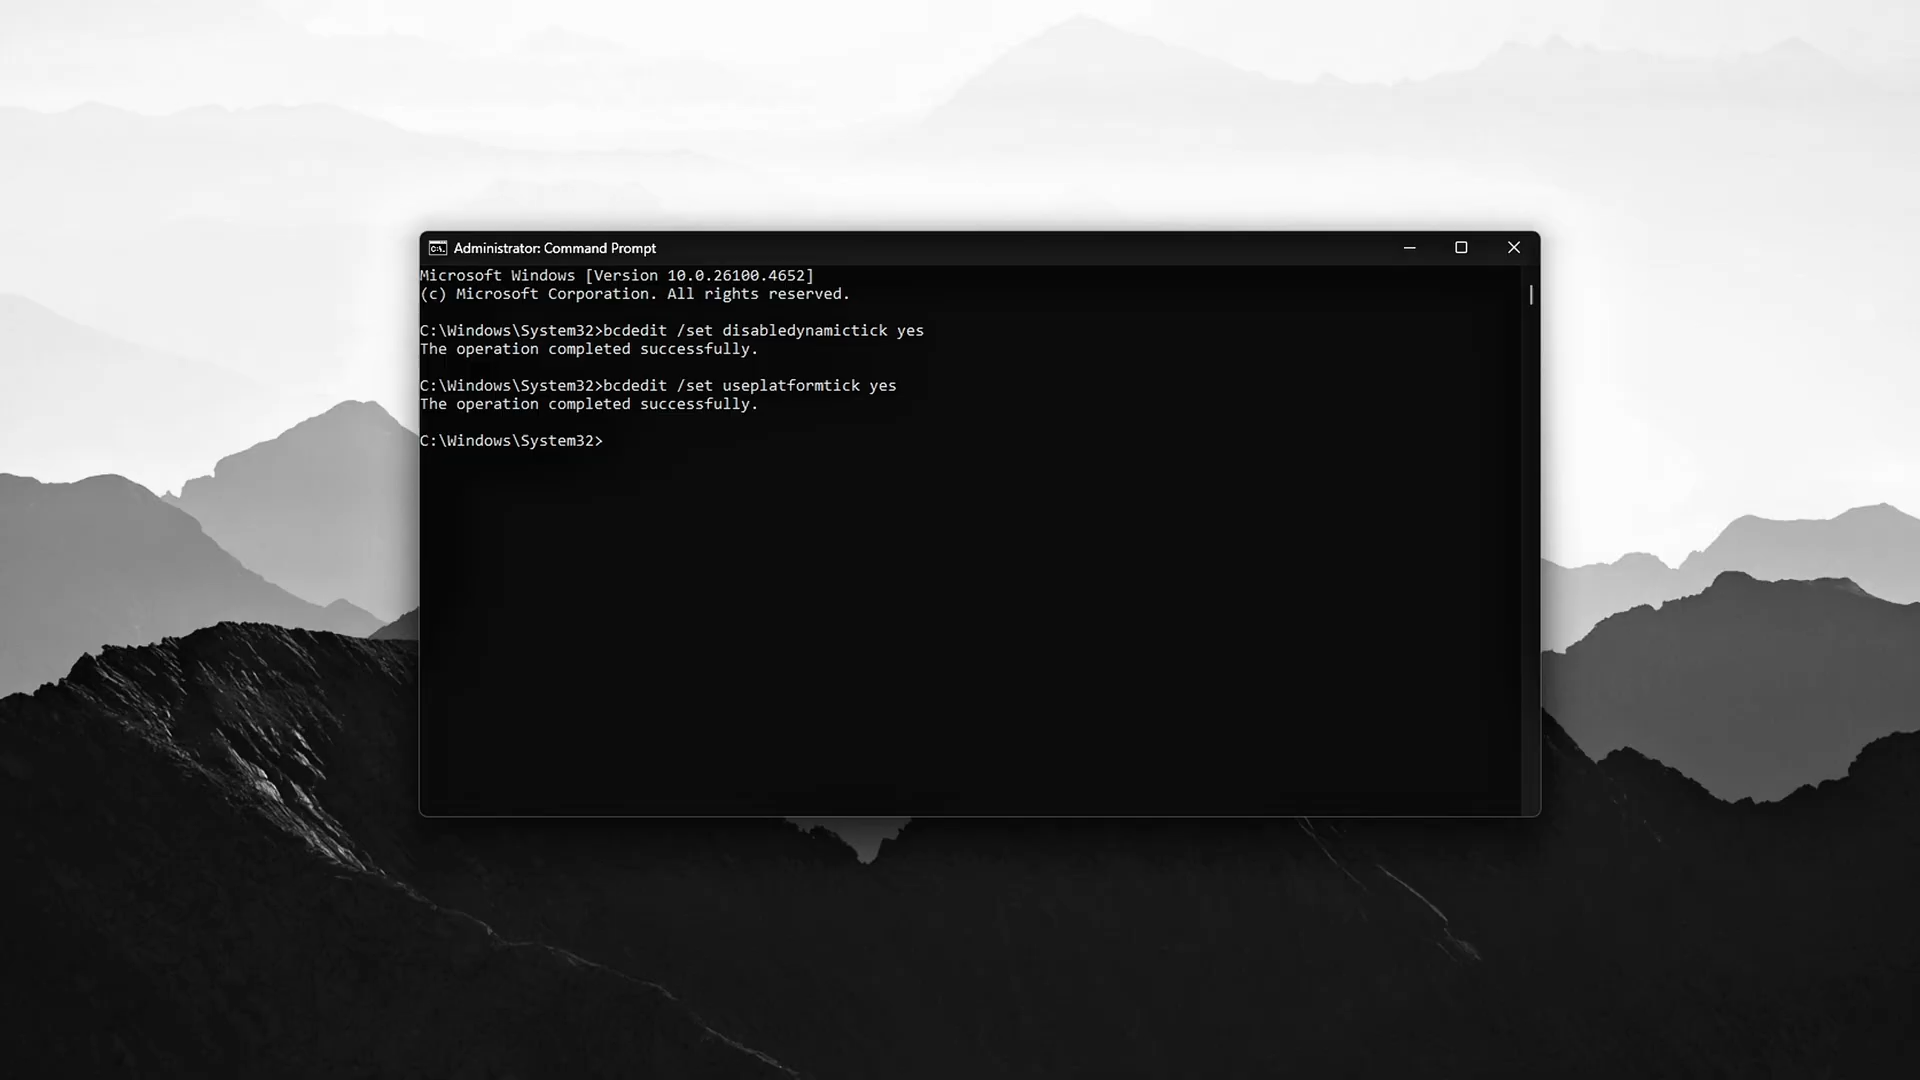 Administrator: Command Prompt
Microsoft Windows [Version 10.0.26100.4652]
(c) Microsoft Corporation. All rights reserved.
C:\Windows\System32>bcdedit /set disabledynamictick yes
The operation completed successfully.
C:\Windows\System32>bcdedit /set useplatformtick yes
The operation completed successfully.
C:\Windows\System32>